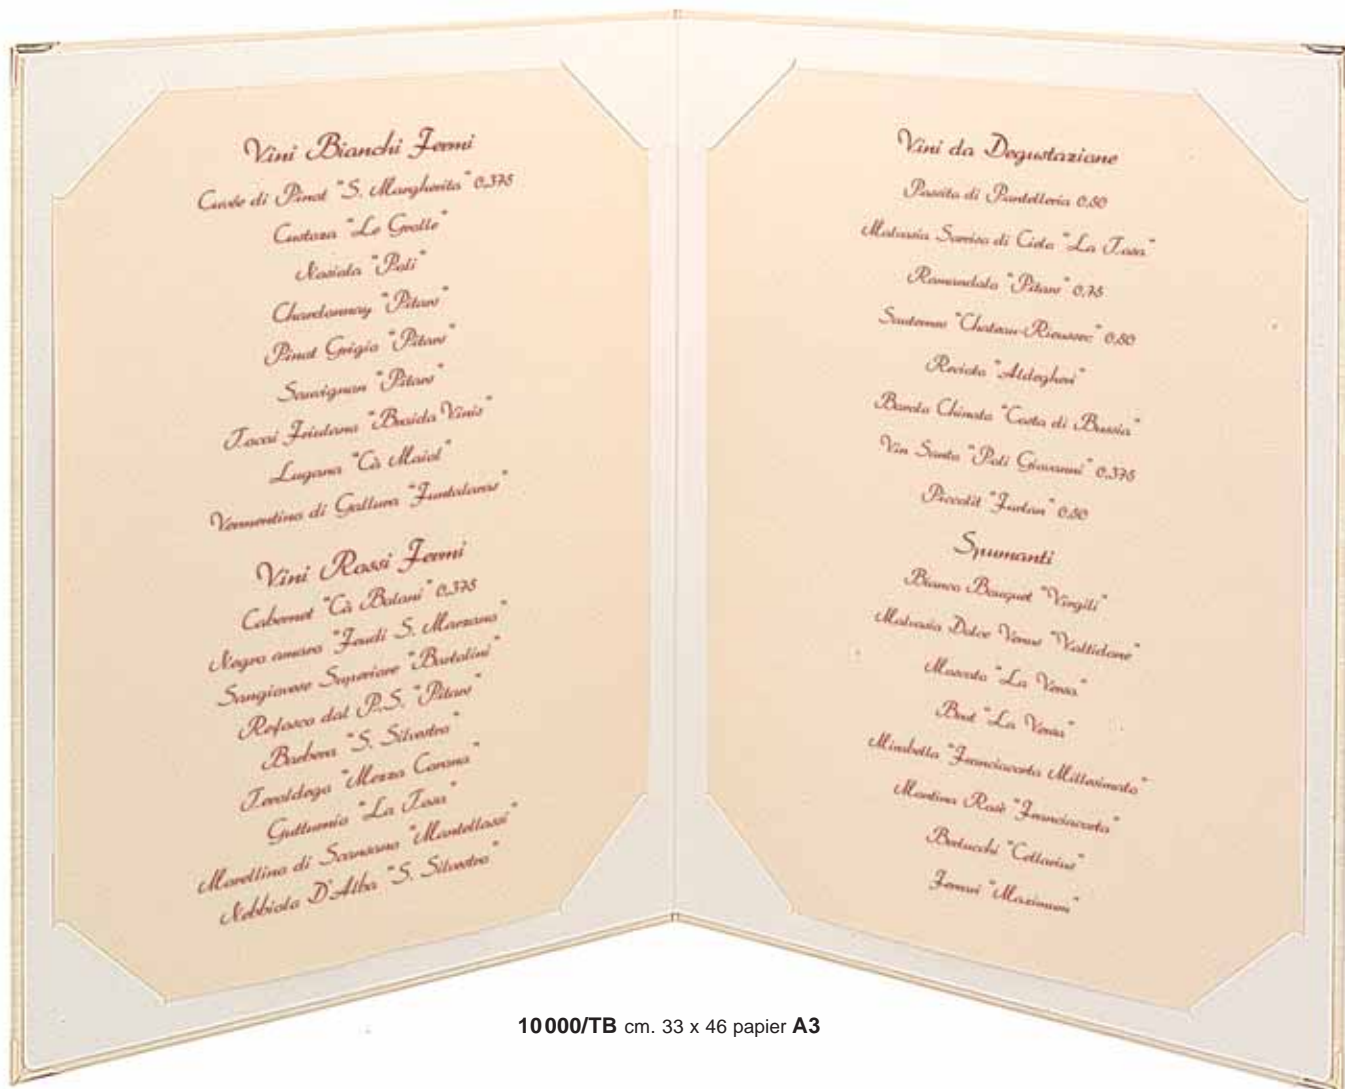 Vini Bianchi Fermi
Cuvée di Pinot "S. Margherita" 0,375
Custoza "Le Grotte"
Nosiola "Poli"
Chardonnay "Pitars"
Pinot Grigio "Pitars"
Sauvignon "Pitars"
Tocai Friulano "Braida Vinis"
Lugana "Cà Maiol"
Vermentino di Gallura "Funtalaras"
Vini Rossi Fermi
Cabernet "Cà Bolani" 0,375
Negro amaro "Feudi S. Marzano"
Sangiovese Superiore "Bartolini"
Refosco dal P.S. "Pitars"
Barbera "S. Silvestro"
Teroldego "Mezza Corona"
Gutturnio "La Tosa"
Morellino di Scansano "Mantellassi"
Nebbiolo D'Alba "S. Silvestro"
Vini da Degustazione
Passito di Pantelleria 0,50
Malvasia Sorriso di Cielo "La Tosa"
Ramandolo "Pitars" 0,75
Sauternes "Chateau-Rieussec" 0,50
Recioto "Aldegheri"
Barolo Chinato "Costa di Bussia"
Vin Santo "Poli Giovanni" 0,375
Piccolit "Furlan" 0,50
Spumanti
Bianco Bouquet "Virgili"
Malvasia Dolce Venus "Valtidone"
Moscato "La Versa"
Brut "La Versa"
Mirabella "Franciacorta Millesimato"
Montina Rosè "Franciacorta"
Berlucchi "Cellarius"
Ferrari "Maximum"
10000/TB cm. 33 x 46 papier A3